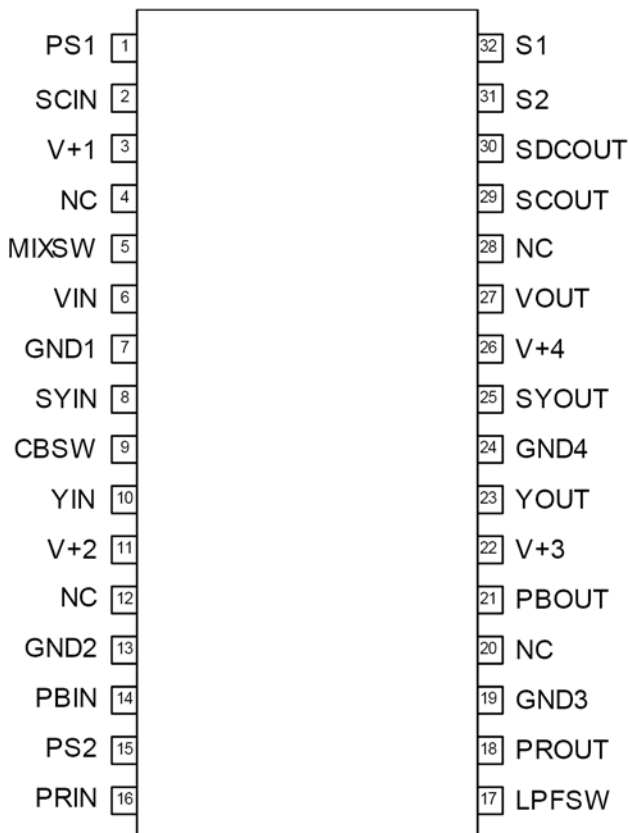 PS1 1 32 S1
SCIN 2 31 S2
V+1 3 30 SDCOUT
NC 4 29 SCOUT
MIXSW 5 28 NC
VIN 6 27 VOUT
GND1 7 26 V+4
SYIN 8 25 SYOUT
CBSW 9 24 GND4
YIN 10 23 YOUT
V+2 11 22 V+3
NC 12 21 PBOUT
GND2 13 20 NC
PBIN 14 19 GND3
PS2 15 18 PROUT
PRIN 16 17 LPFSW